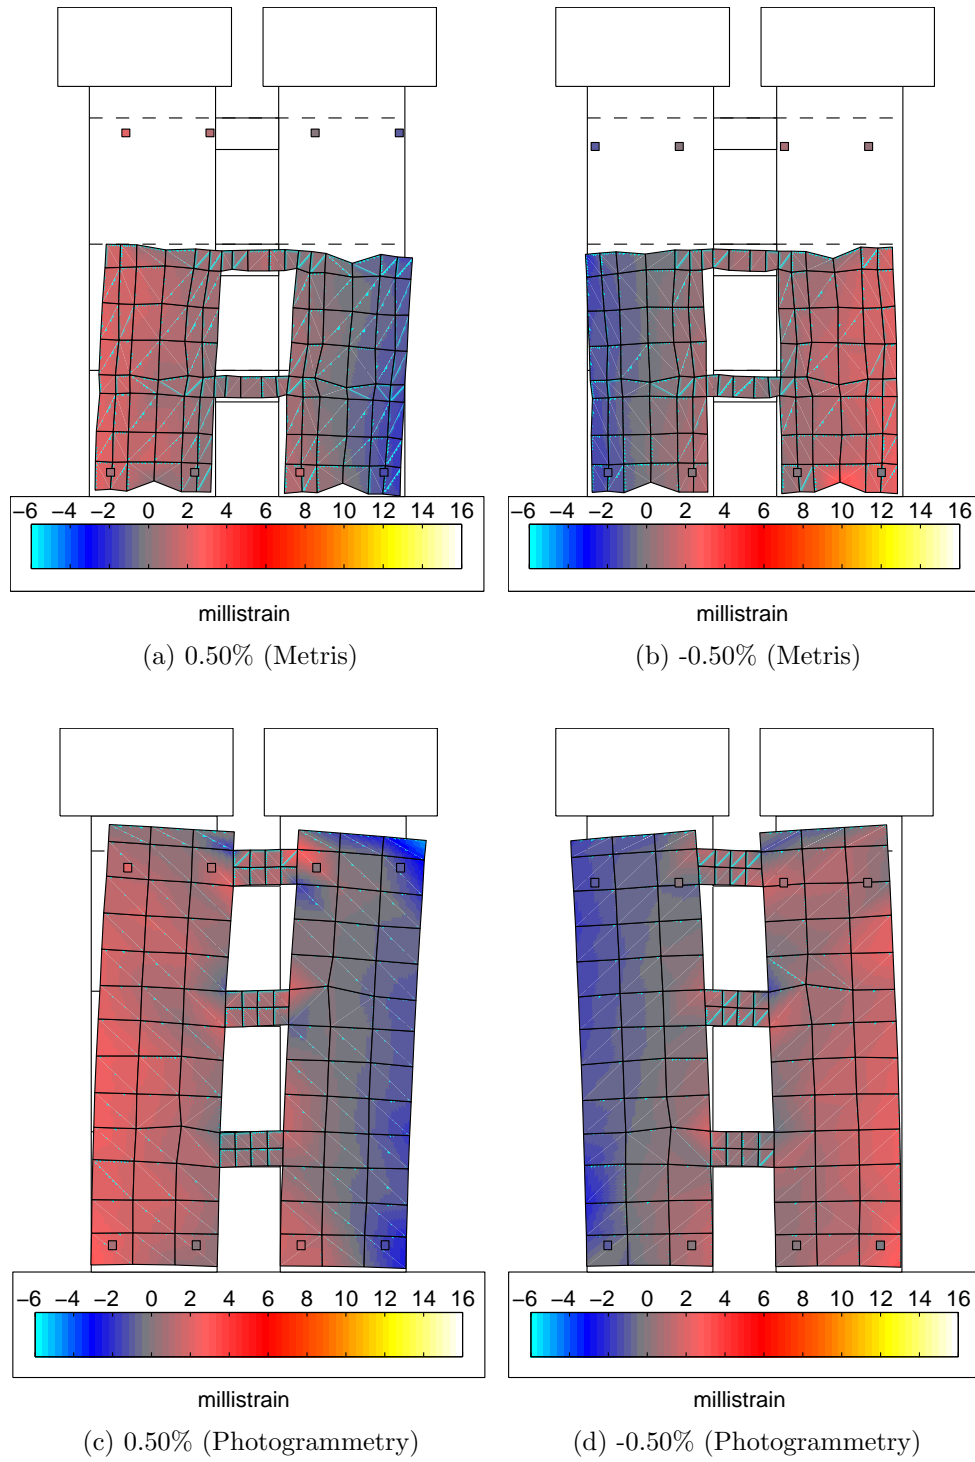 −6 −4 −2 0 2 4 6 8 10 12 14 16
−6 −4 −2 0 2 4 6 8 10 12 14 16
millistrain
millistrain
(a) 0.50% (Metris)
(b) -0.50% (Metris)
−6 −4 −2 0 2 4 6 8 10 12 14 16
−6 −4 −2 0 2 4 6 8 10 12 14 16
millistrain
millistrain
(c) 0.50% (Photogrammetry)
(d) -0.50% (Photogrammetry)